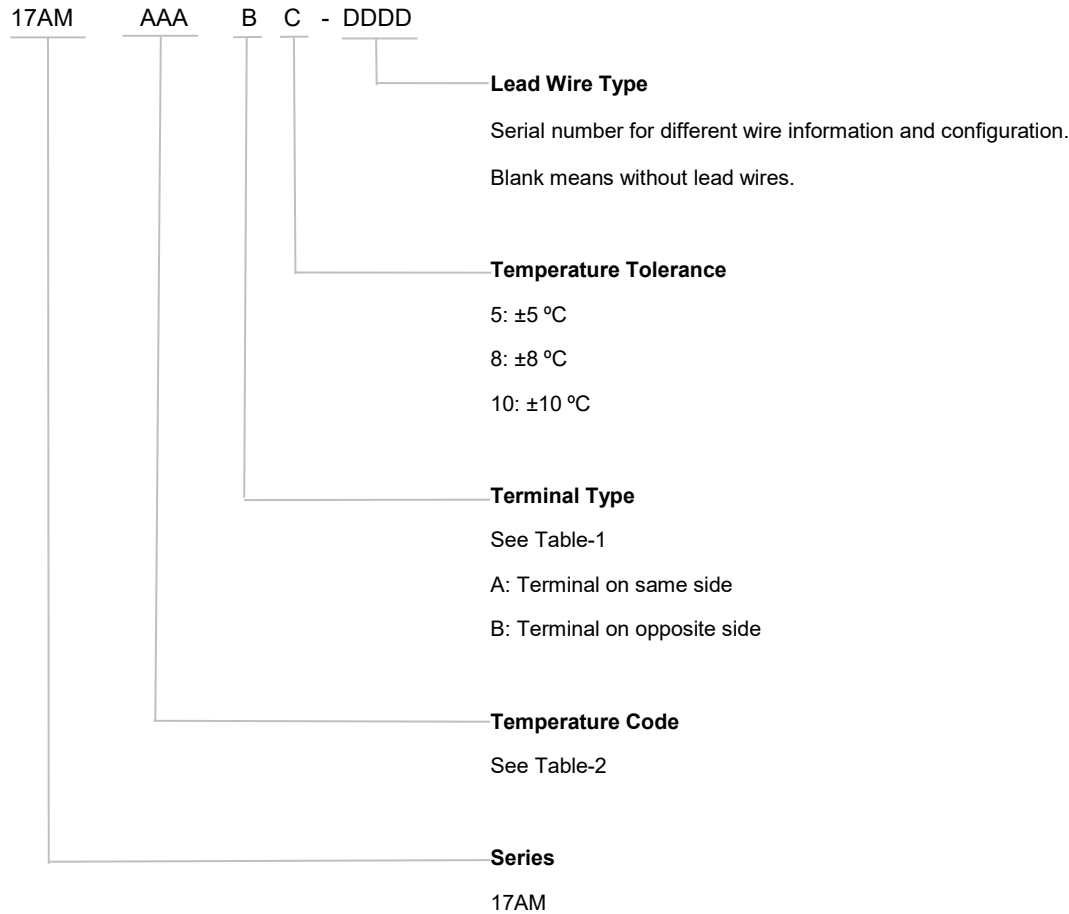 17AM AAA B C - DDDD
Lead Wire Type
Serial number for different wire information and configuration.
Blank means without lead wires.
Temperature Tolerance
5: ±5 ºC
8: ±8 ºC
10: ±10 ºC
Terminal Type
See Table-1
A: Terminal on same side
B: Terminal on opposite side
Temperature Code
See Table-2
Series
17AM